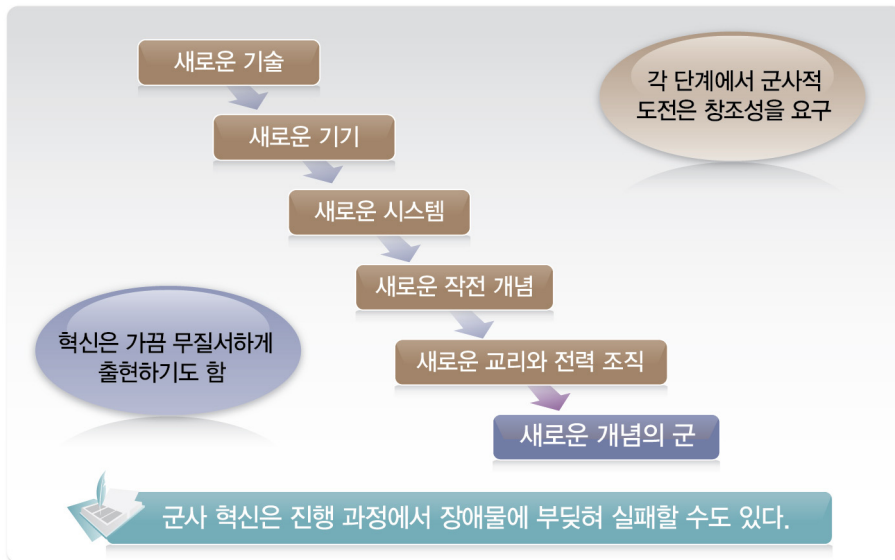 새로운 기술
각 단계에서 군사적
도전은 창조성을 요구
새로운 기기
새로운 시스템
새로운 작전 개념
혁신은 가끔 무질서하게
출현하기도 함
새로운 교리와 전력 조직
새로운 개념의 군
군사 혁신은 진행 과정에서 장애물에 부딪혀 실패할 수도 있다.